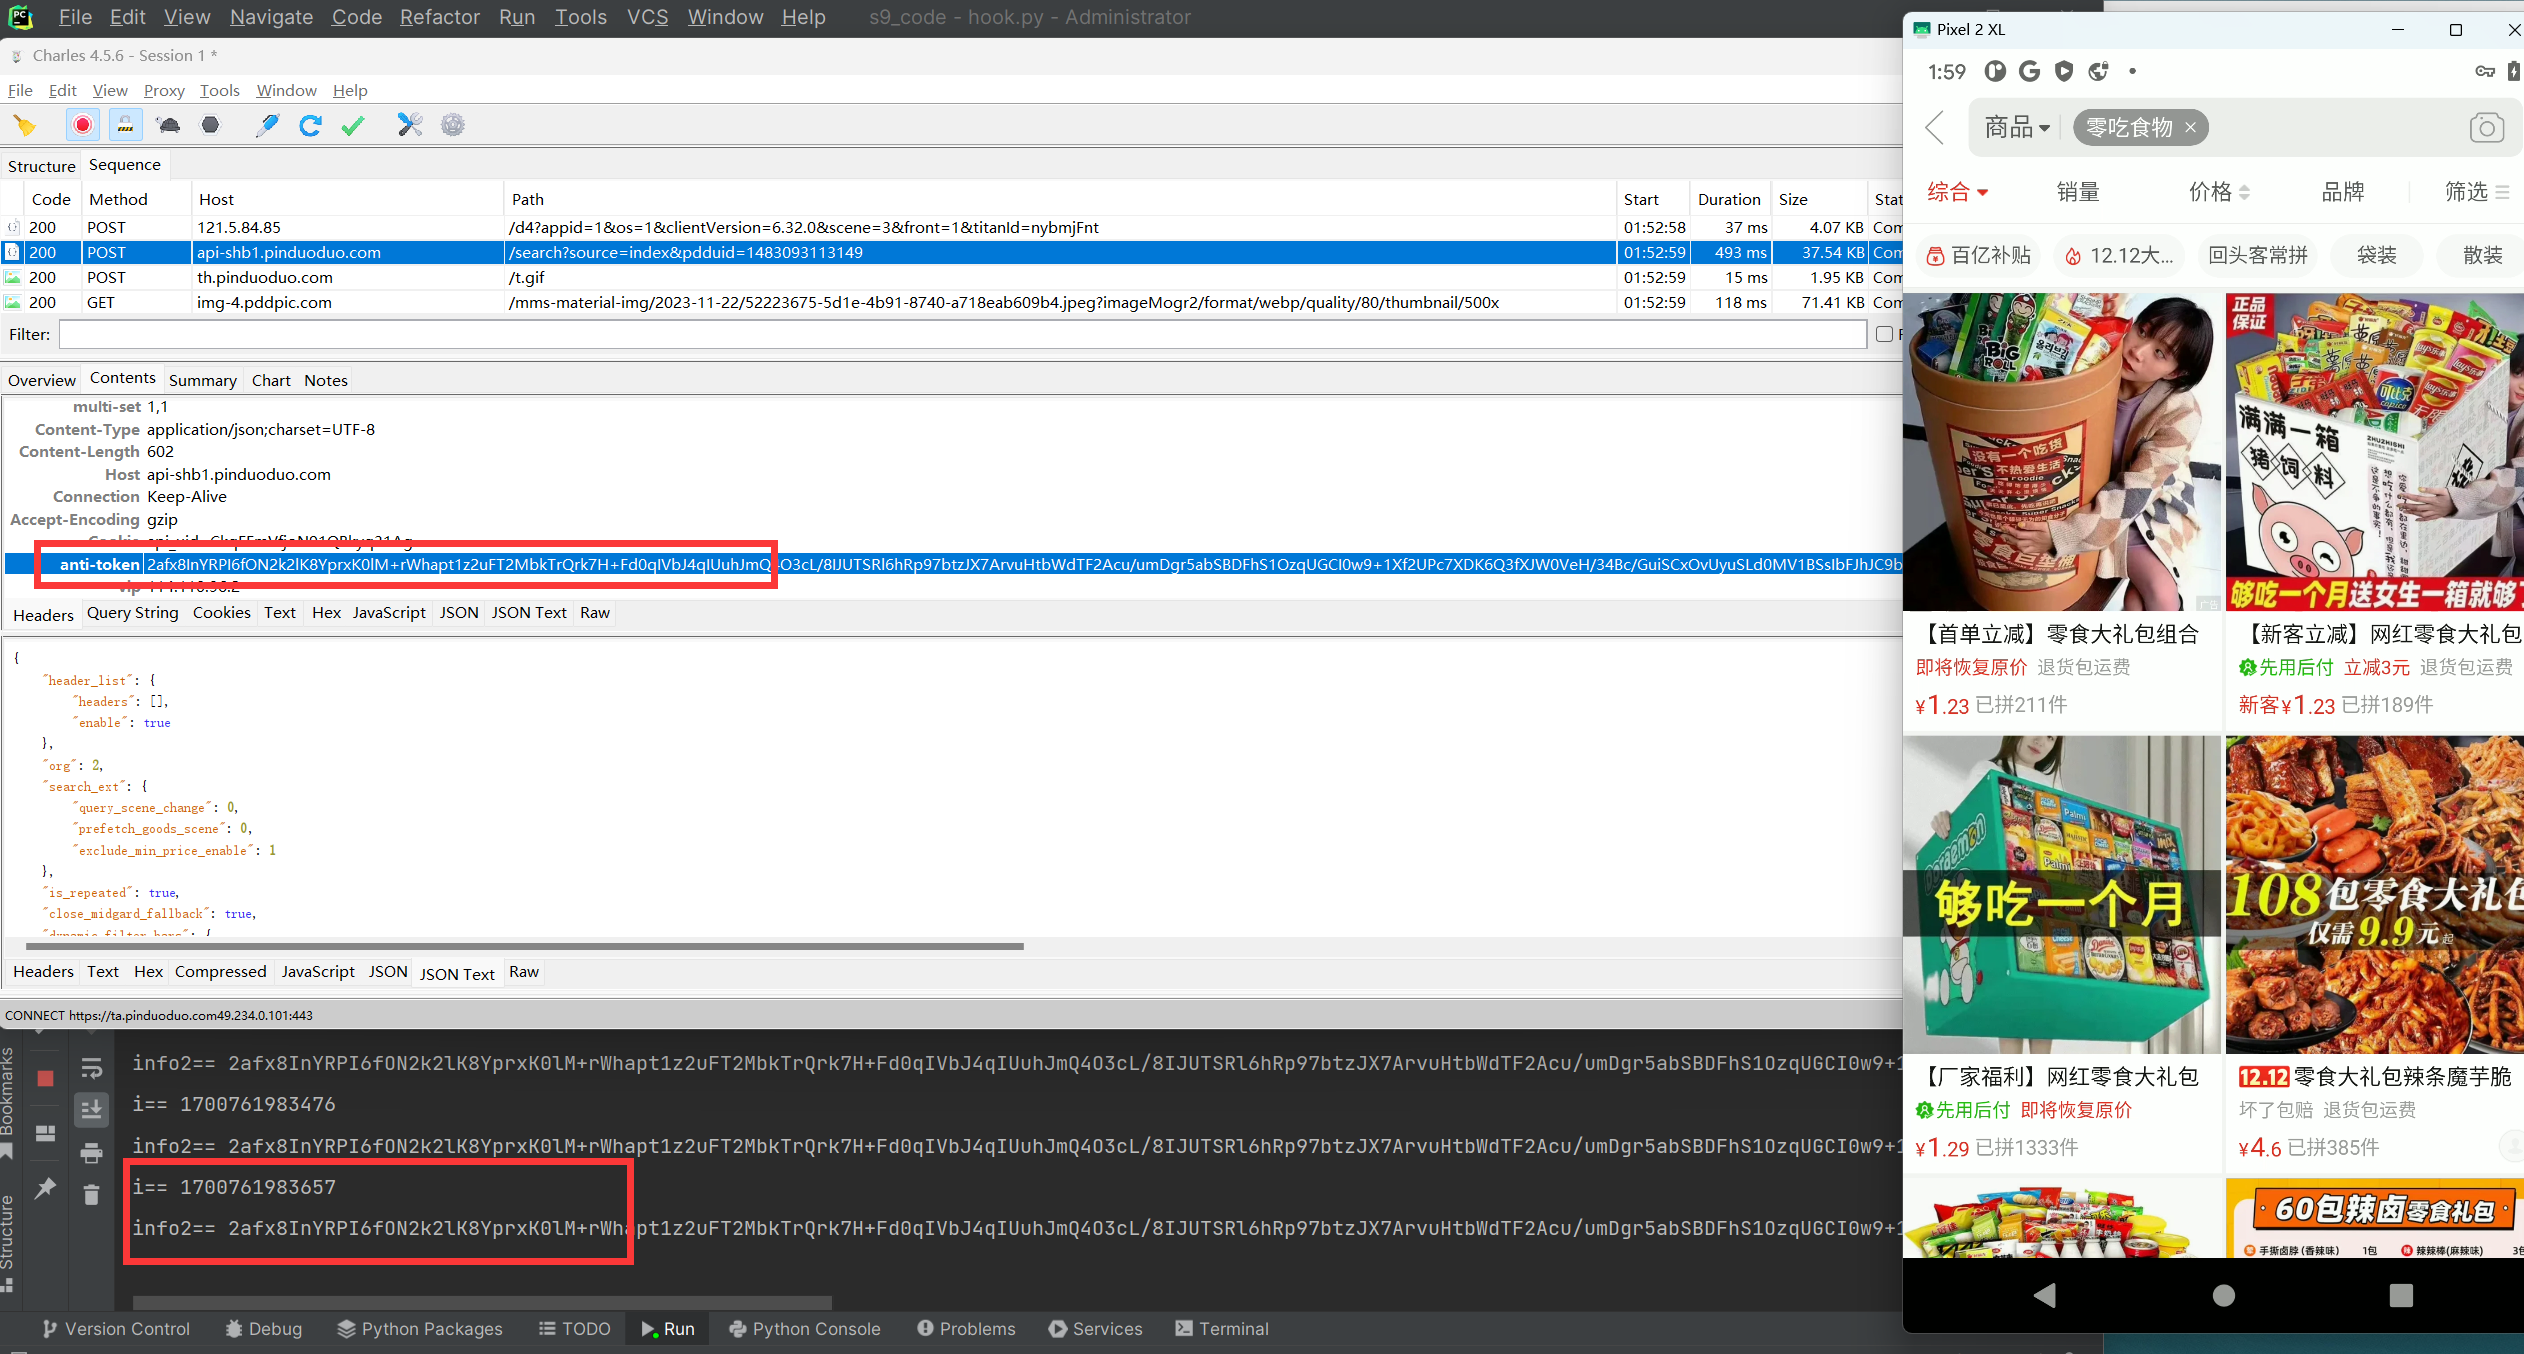 File Edit View Navigate Code Refactor Run Tools VCS Window Help s9_code - hook.py - Administrator
Charles 4.5.6 - Session 1 *
File Edit View Proxy Tools Window Help
Structure Sequence
Code Method Host Path Start Duration Size Stat
200 POST 121.5.84.85 /d4?appid=1&os=1&clientVersion=6.32.0&scene=3&front=1&titanId=nybmjFnt 01:52:58 37 ms 4.07 KB Com
200 POST api-shb1.pinduoduo.com /search?source=index&pdduid=1483093113149 01:52:59 493 ms 37.54 KB Com
200 POST th.pinduoduo.com /t.gif 01:52:59 15 ms 1.95 KB Com
200 GET img-4.pddpic.com /mms-material-img/2023-11-22/52223675-5d1e-4b91-8740-a718eab609b4.jpeg?imageMogr2/format/webp/quality/80/thumbnail/500x 01:52:59 118 ms 71.41 KB Com
Filter:
Overview Contents Summary Chart Notes
multi-set 1,1
Content-Type application/json;charset=UTF-8
Content-Length 602
Host api-shb1.pinduoduo.com
Connection Keep-Alive
Accept-Encoding gzip
anti-token 2afx8InYRPI6fON2k2lK8YprxK0lM+rWhapt1z2uFT2MbkTrQrk7H+Fd0qIVbJ4qIUuhJmQ4O3cL/8IJUTSRl6hRp97btzJX7ArvuHtbWdTF2Acu/umDgr5abSBDFhS1OzqUGCI0w9+1Xf2UPc7XDK6Q3fXJW0VeH/34Bc/GuiSCxOvUyuSLd0MV1BSsIbFJhJC9b
Headers Query String Cookies Text Hex JavaScript JSON JSON Text Raw
{
"header_list": {
"headers": [],
"enable": true
},
"org": 2,
"search_ext": {
"query_scene_change": 0,
"prefetch_goods_scene": 0,
"exclude_min_price_enable": 1
},
"is_repeated": true,
"close_midgard_fallback": true,
"dynamic_filter_bars": {
Headers Text Hex Compressed JavaScript JSON JSON Text Raw
CONNECT https://ta.pinduoduo.com49.234.0.101:443
Bookmarks
Structure
info2== 2afx8InYRPI6fON2k2lK8YprxK0lM+rWhapt1z2uFT2MbkTrQrk7H+Fd0qIVbJ4qIUuhJmQ4O3cL/8IJUTSRl6hRp97btzJX7ArvuHtbWdTF2Acu/umDgr5abSBDFhS1OzqUGCI0w9+1
i== 1700761983476
info2== 2afx8InYRPI6fON2k2lK8YprxK0lM+rWhapt1z2uFT2MbkTrQrk7H+Fd0qIVbJ4qIUuhJmQ4O3cL/8IJUTSRl6hRp97btzJX7ArvuHtbWdTF2Acu/umDgr5abSBDFhS1OzqUGCI0w9+1
i== 1700761983657
info2== 2afx8InYRPI6fON2k2lK8YprxK0lM+rWhapt1z2uFT2MbkTrQrk7H+Fd0qIVbJ4qIUuhJmQ4O3cL/8IJUTSRl6hRp97btzJX7ArvuHtbWdTF2Acu/umDgr5abSBDFhS1OzqUGCI0w9+1
Version Control Debug Python Packages TODO Run Python Console Problems Services Terminal
Pixel 2 XL
1:59
商品 零吃食物 ×
综合 销量 价格 品牌 筛选
百亿补贴 12.12大... 回头客常拼 袋装 散装
BIG ROLL
没有一个吃货
不热爱生活
零食自巨型桶
广告
正品
保证
满满一箱
猪饲料
够吃一个月送女生一箱就够
【首单立减】零食大礼包组合
即将恢复原价 退货包运费
¥1.23 已拼211件
【新客立减】网红零食大礼包
先用后付 立减3元 退货包运费
新客¥1.23 已拼189件
doraemon
够吃一个月
108包零食大礼包
仅需9.9元起
【厂家福利】网红零食大礼包
先用后付 即将恢复原价
¥1.29 已拼1333件
12.12 零食大礼包辣条魔芋脆
坏了包赔 退货包运费
¥4.6 已拼385件
60包辣卤零食礼包
手撕卤脖(香辣味) 1包 辣辣棒(麻辣味) 3包